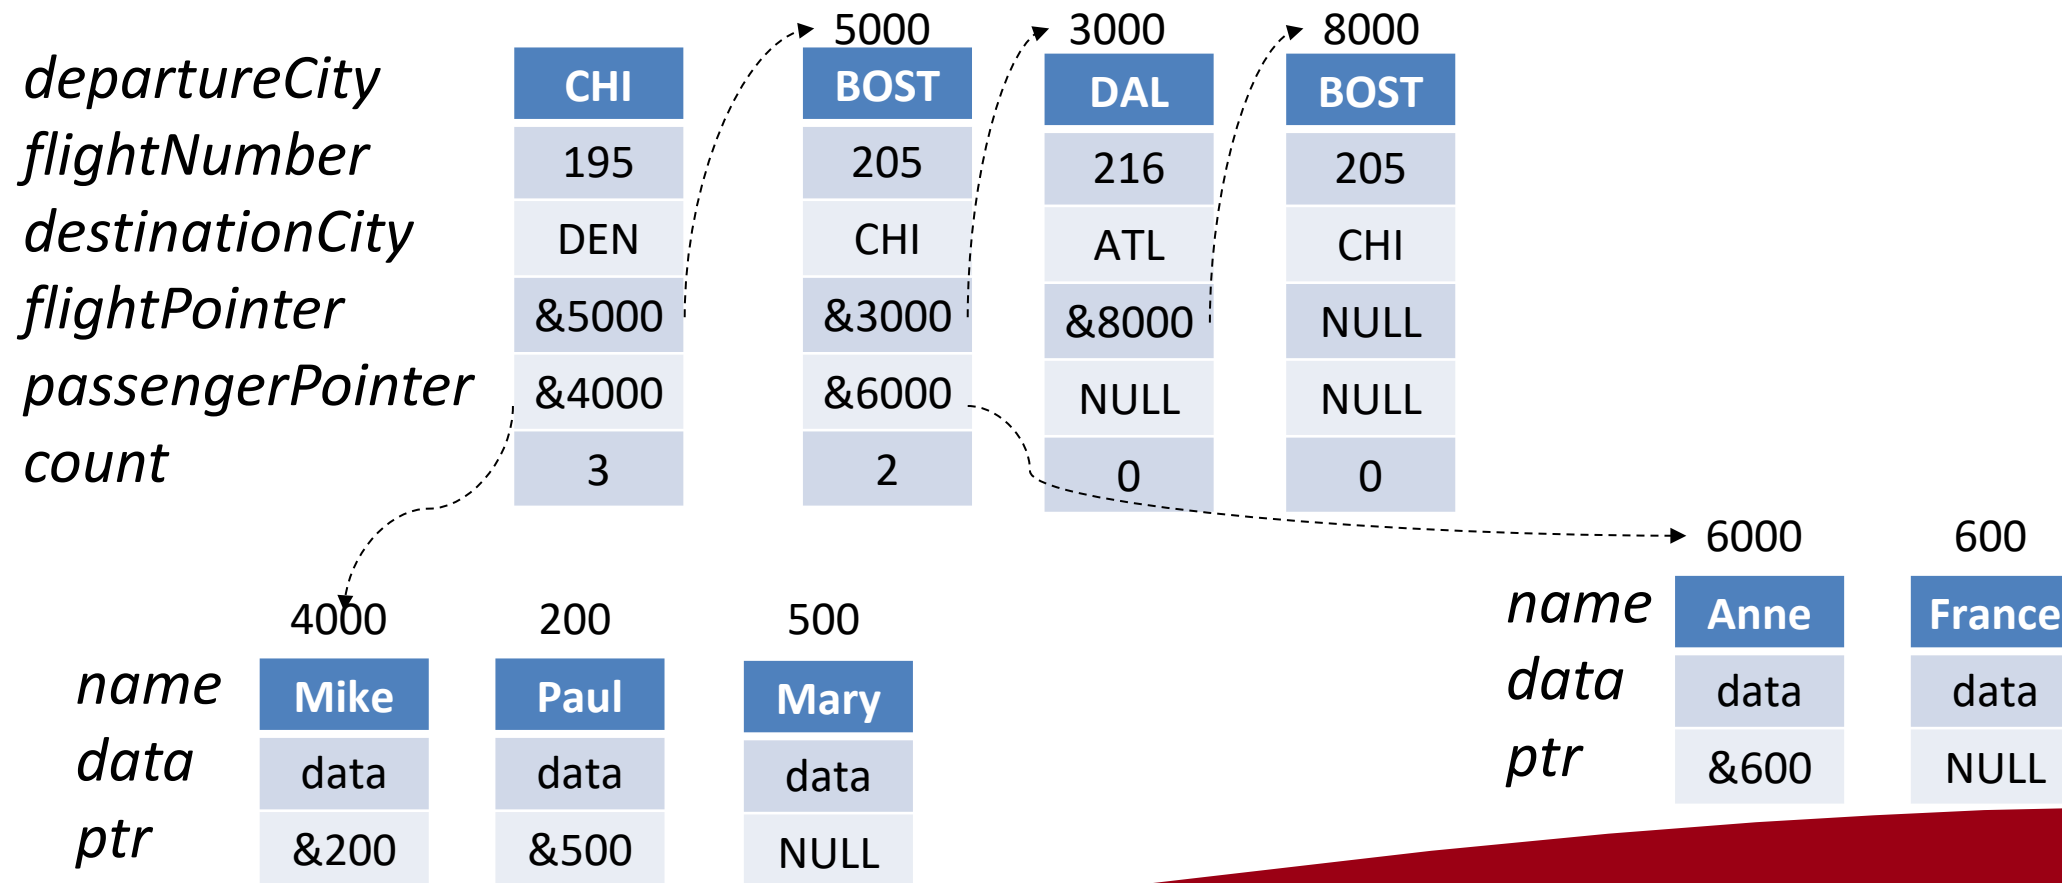 5000 3000 8000
departureCity CHI BOST DAL BOST
flightNumber 195 205 216 205
destinationCity DEN CHI ATL CHI
flightPointer &5000 &3000 &8000 NULL
passengerPointer &4000 &6000 NULL NULL
count 3 2 0 0
6000 600
name Anne France
data data data
ptr &600 NULL
4000 200 500
name Mike Paul Mary
data data data data
ptr &200 &500 NULL